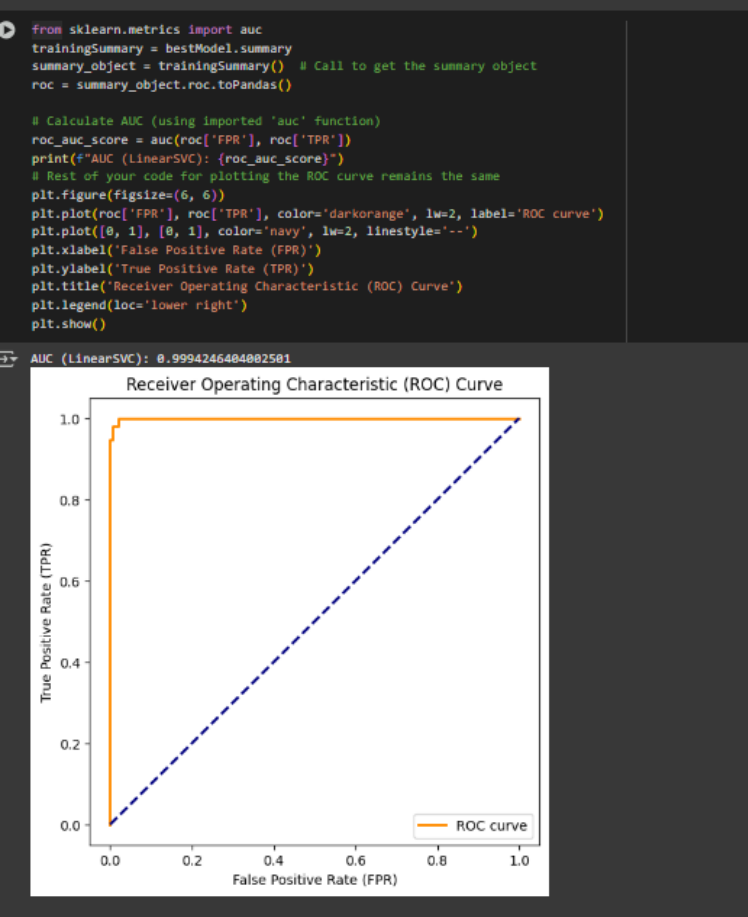 from sklearn.metrics import auc
trainingSummary = bestModel.summary
summary_object = trainingSummary()  # Call to get the summary object
roc = summary_object.roc.toPandas()

# Calculate AUC (using imported 'auc' function)
roc_auc_score = auc(roc['FPR'], roc['TPR'])
print(f"AUC (LinearSVC): {roc_auc_score}")
# Rest of your code for plotting the ROC curve remains the same
plt.figure(figsize=(6, 6))
plt.plot(roc['FPR'], roc['TPR'], color='darkorange', lw=2, label='ROC curve')
plt.plot([0, 1], [0, 1], color='navy', lw=2, linestyle='--')
plt.xlabel('False Positive Rate (FPR)')
plt.ylabel('True Positive Rate (TPR)')
plt.title('Receiver Operating Characteristic (ROC) Curve')
plt.legend(loc='lower right')
plt.show()
AUC (LinearSVC): 0.9994246404002501
Receiver Operating Characteristic (ROC) Curve
1.0
0.8
0.6
0.4
0.2
0.0
True Positive Rate (TPR)
ROC curve
0.0 0.2 0.4 0.6 0.8 1.0
False Positive Rate (FPR)